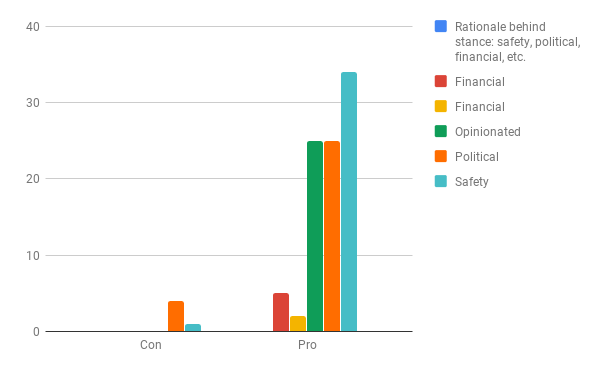 40
30
20
10
0
Con
Pro
Rationale behind
stance: safety, political,
financial, etc.
Financial
Financial
Opinionated
Political
Safety